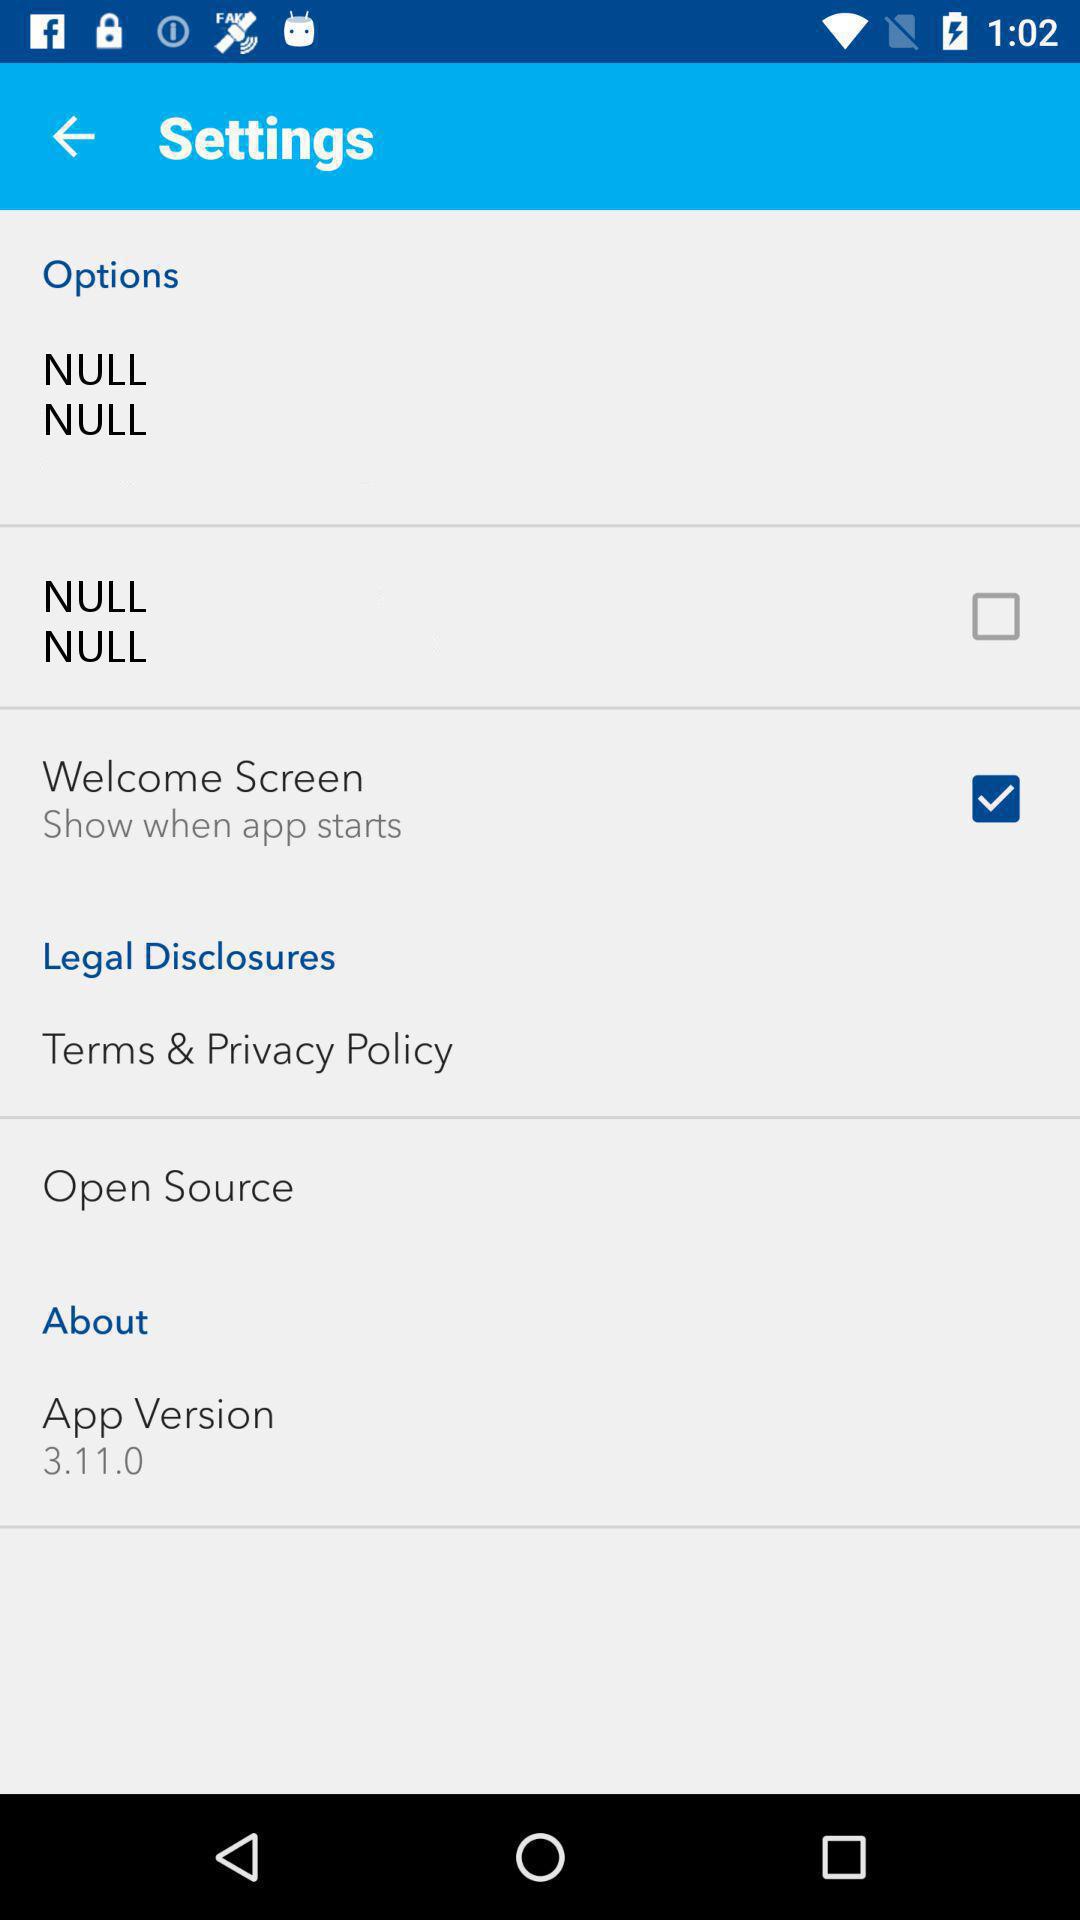 FAKE
1:02
Settings
Options
NULL
NULL
NULL
NULL
Welcome Screen
Show when app starts
Legal Disclosures
Terms & Privacy Policy
Open Source
About
App Version
3.11.0